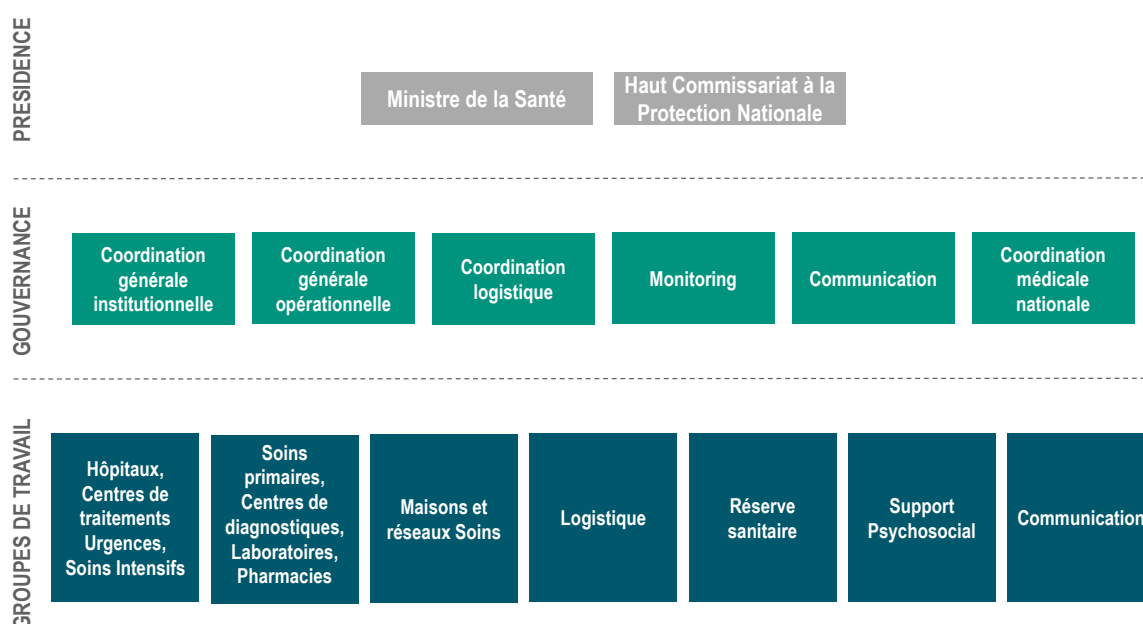 PRESIDENCE
Ministre de la Santé
Haut Commissariat à la
Protection Nationale
GOUVERNANCE
Coordination
générale
institutionnelle
Coordination
générale
opérationnelle
Coordination
logistique
Monitoring
Communication
Coordination
médicale
nationale
GROUPES DE TRAVAIL
Hôpitaux,
Centres de
traitements
Urgences,
Soins Intensifs
Soins
primaires,
Centres de
diagnostiques,
Laboratoires,
Pharmacies
Maisons et
réseaux Soins
Logistique
Réserve
sanitaire
Support
Psychosocial
Communication